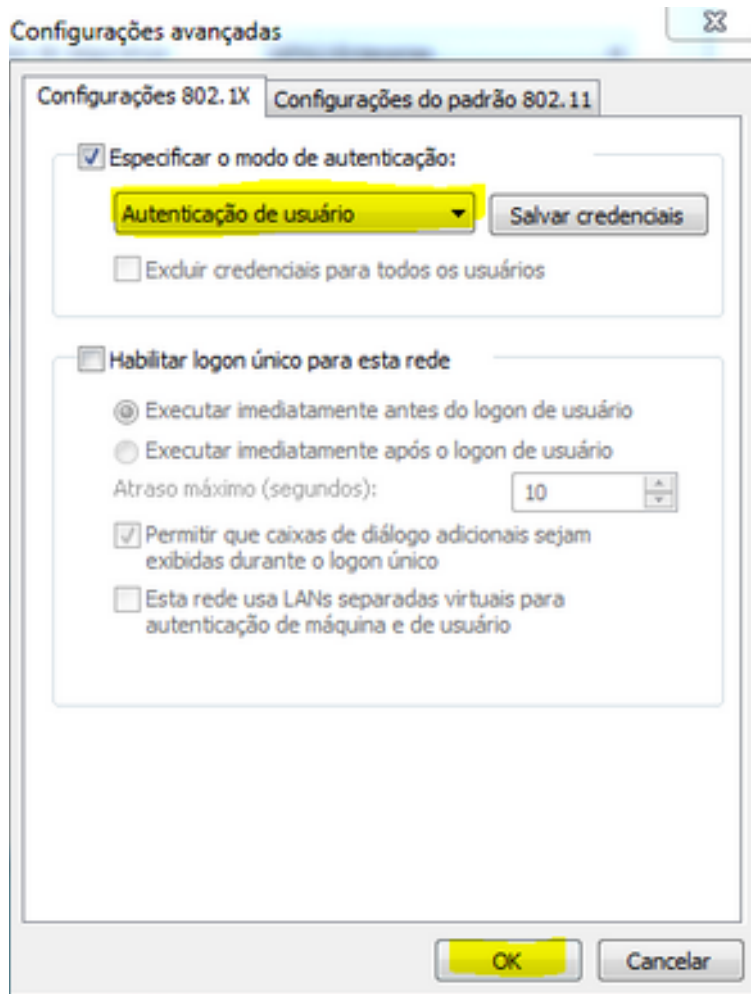 Configurações avançadas
Configurações 802.1X
Configurações do padrão 802.11
Especificar o modo de autenticação:
Autenticação de usuário
Salvar credenciais
Excluir credenciais para todos os usuários
Habilitar logon único para esta rede
Executar imediatamente antes do logon de usuário
Executar imediatamente após o logon de usuário
Atraso máximo (segundos):
10
Permitir que caixas de diálogo adicionais sejam
exibidas durante o logon único
Esta rede usa LANs separadas virtuais para
autenticação de máquina e de usuário
OK
Cancelar